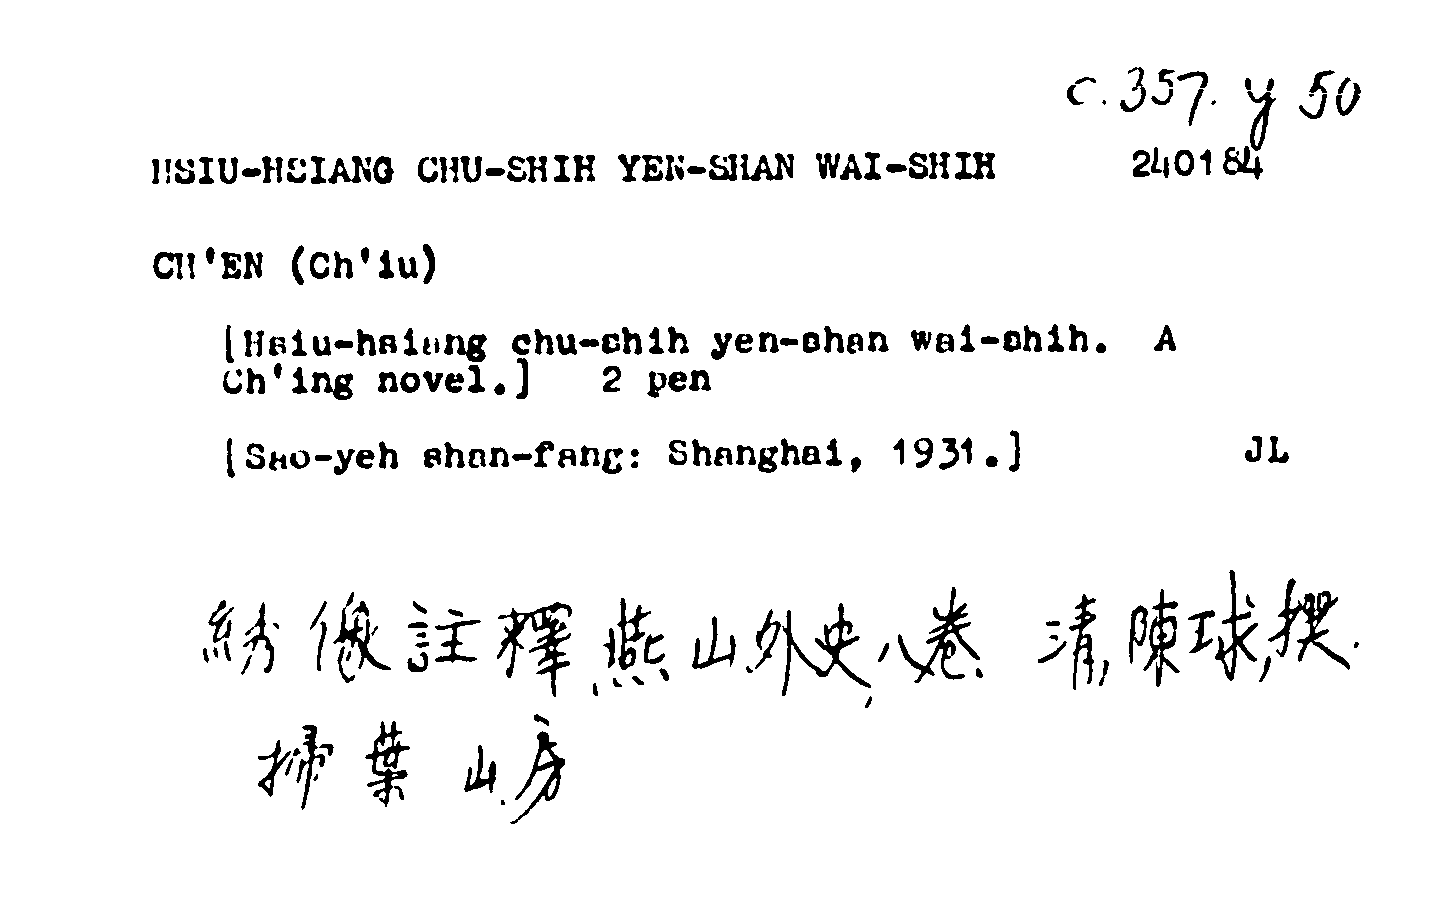 c.357.y 50
HSIU-HSIANG CHU-SHIH YEN-SHAN WAI-SHIH 240184
CH'EN (Ch'iu)
[Hsiu-hsiang chu-shih yen-shan wai-shih. A
Ch'ing novel.] 2 pen
[Sao-yeh shan-fang: Shanghai, 1931.] JL
綉像註釋燕山外史,八卷. 清,陳球,撰.
掃葉山房